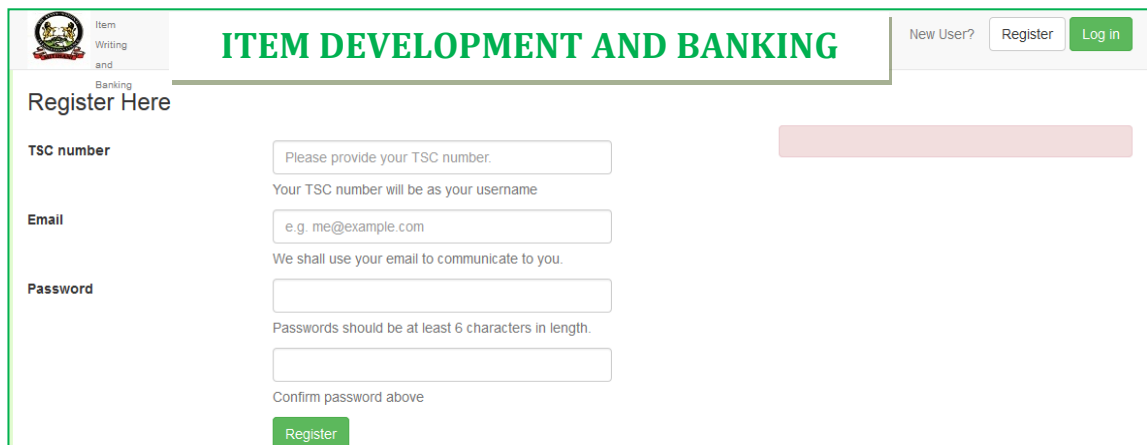 Item
Writing
and
Banking
ITEM DEVELOPMENT AND BANKING
New User?
Register
Log in
Register Here
TSC number
Please provide your TSC number.
Your TSC number will be as your username
Email
e.g. me@example.com
We shall use your email to communicate to you.
Password
Passwords should be at least 6 characters in length.
Confirm password above
Register